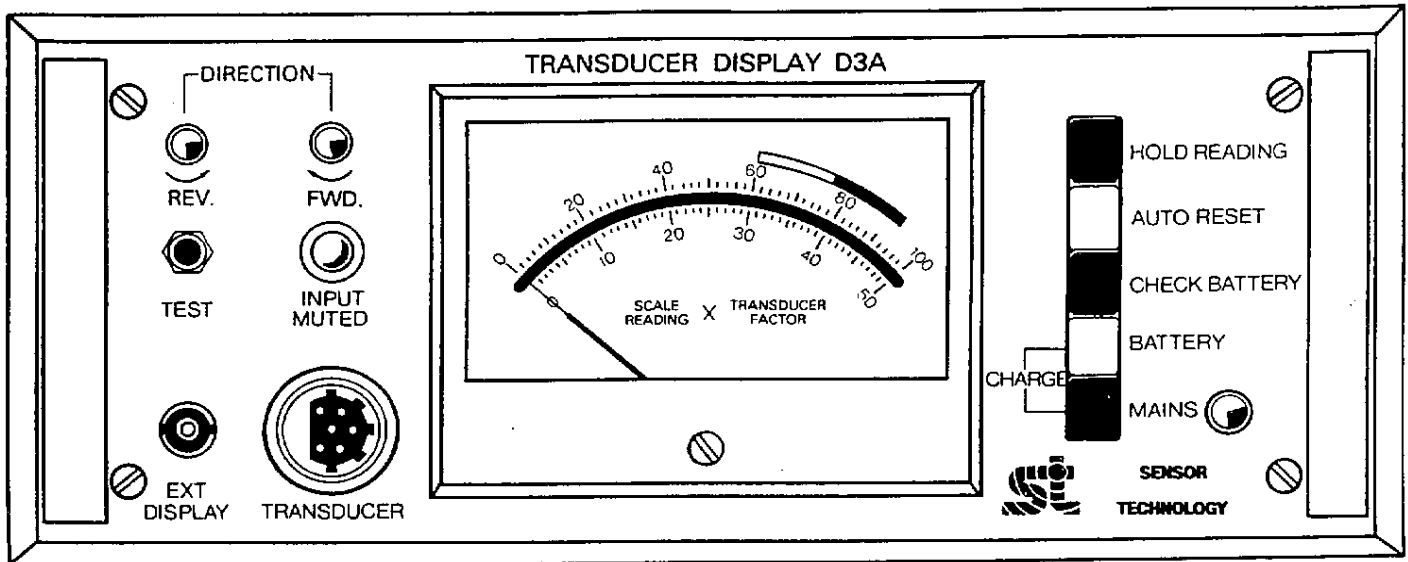 TRANSDUCER DISPLAY D3A
DIRECTION
REV.
FWD.
TEST
INPUT
MUTED
EXT
DISPLAY
TRANSDUCER
0 20 40 60 80 100
0 10 20 30 40 50
SCALE
READING X TRANSDUCER
FACTOR
HOLD READING
AUTO RESET
CHECK BATTERY
BATTERY
CHARGE
MAINS
st
SENSOR
TECHNOLOGY